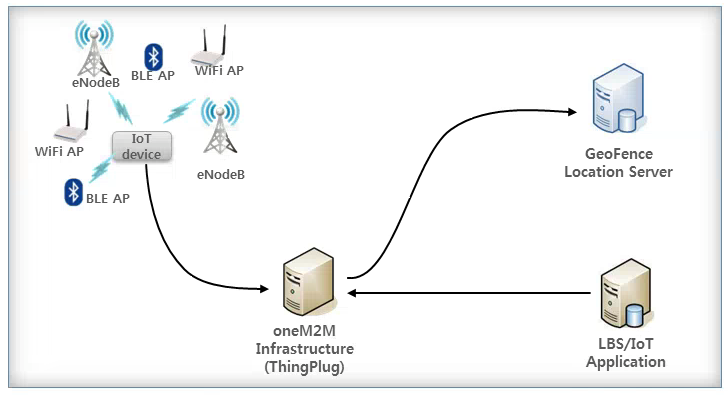 eNodeB
BLE AP
WiFi AP
WiFi AP
IoT
device
eNodeB
BLE AP
GeoFence
Location Server
oneM2M
Infrastructure
(ThingPlug)
LBS/IoT
Application